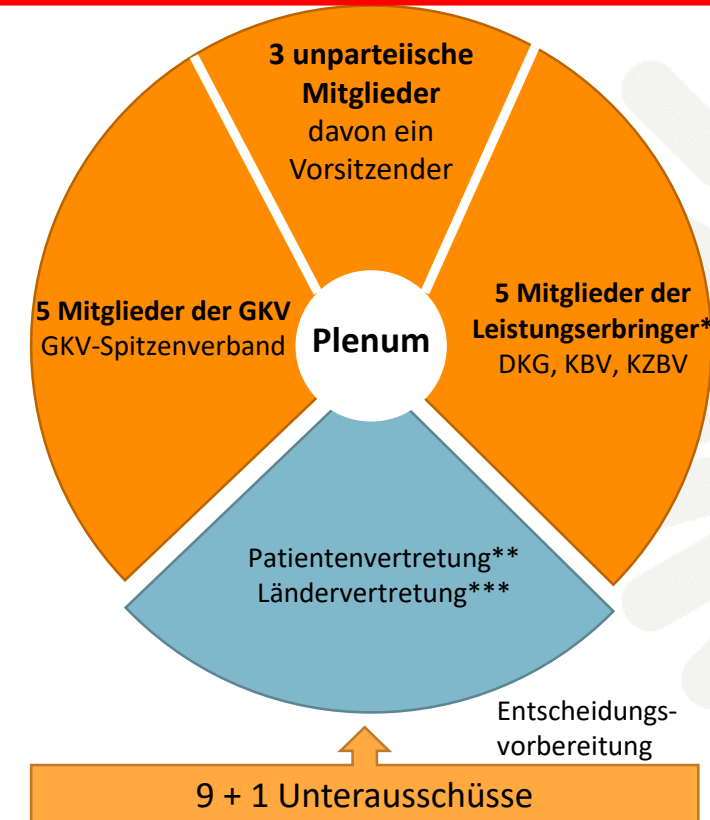 3 unparteiische
Mitglieder
davon ein
Vorsitzender
5 Mitglieder der GKV
GKV-Spitzenverband
Plenum
5 Mitglieder der
Leistungserbringer*
DKG, KBV, KZBV
Patientenvertretung**
Ländervertretung***
Entscheidungs-
vorbereitung
9 + 1 Unterausschüsse